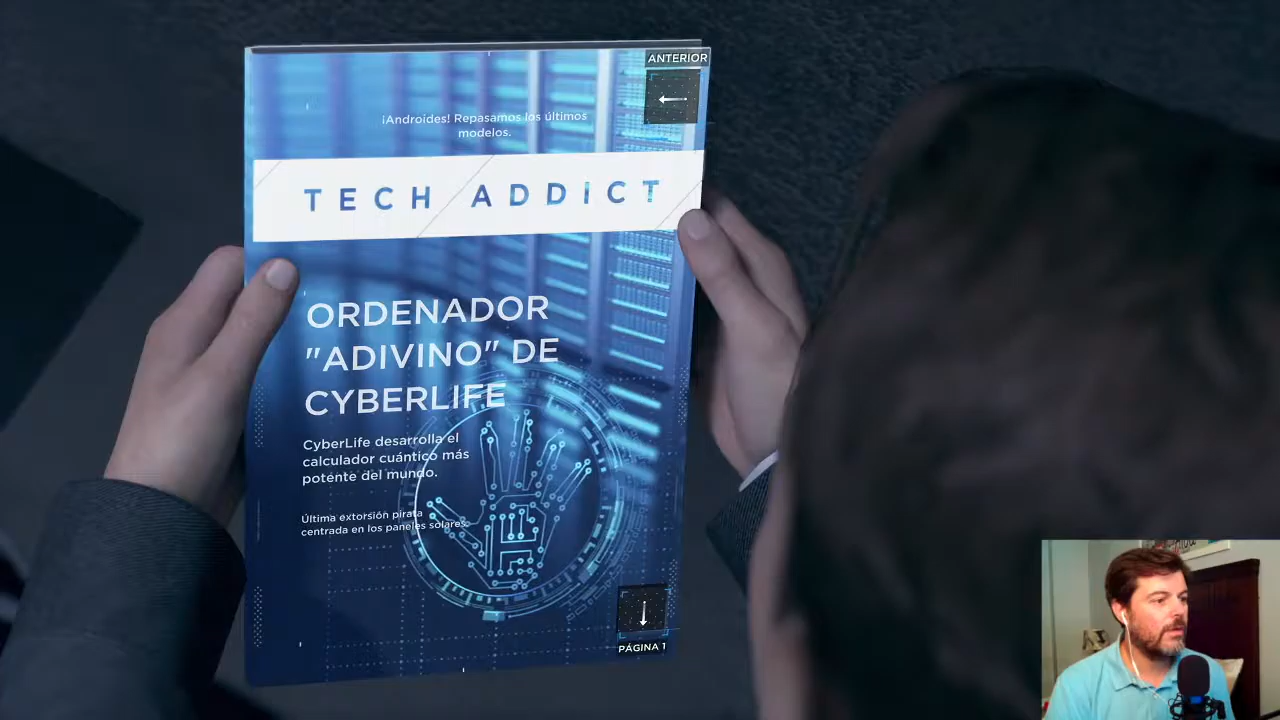 ANTERIOR
¡Androides! Repasamos los últimos
modelos.
TECH ADDICT
ORDENADOR
"ADIVINO" DE
CYBERLIFE
CyberLife desarrolla el
calculador cuántico más
potente del mundo.
Última extorsión pirata
centrada en los paneles solares.
PÁGINA 1